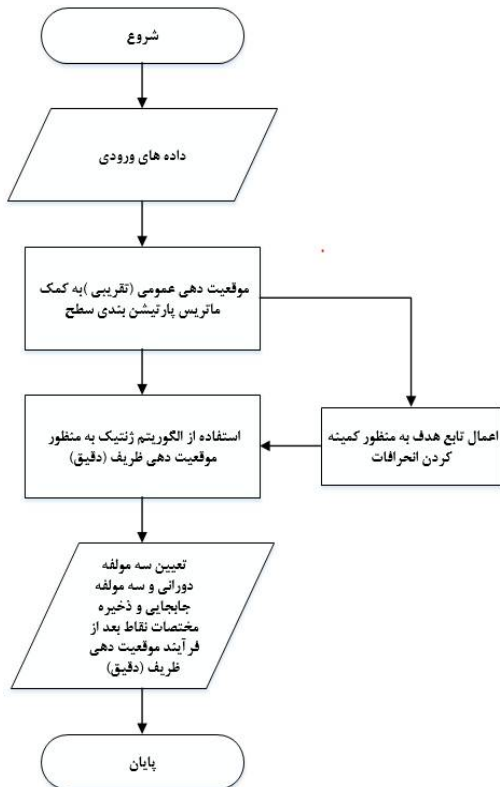 شروع
داده های ورودی
موقعیت دهی عمومی (تقریبی )به کمک
ماتریس پارتیشن بندی سطح
استفاده از الگوریتم ژنتیک به منظور
موقعیت دهی ظریف (دقیق)
اعمال تابع هدف به منظور کمینه
کردن انحرافات
تعیین سه مولفه
دورانی و سه مولفه
جابجایی و ذخیره
مختصات نقاط بعد از
فرآیند موقعیت دهی
ظریف (دقیق)
پایان